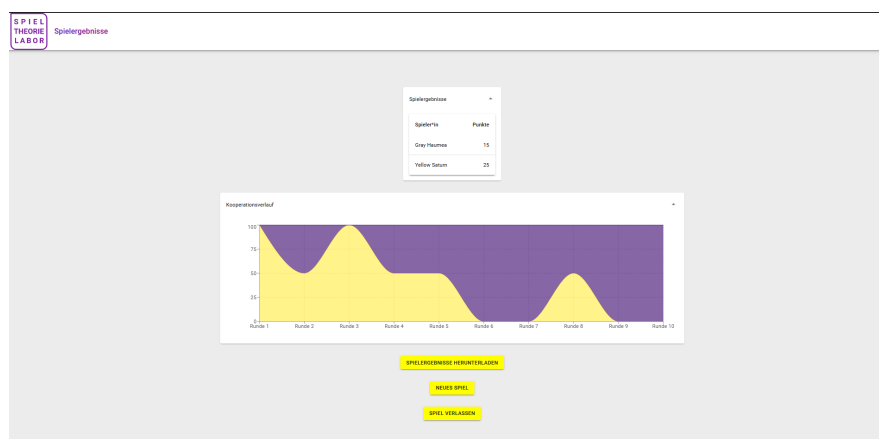 SPIEL
THEORIE
LABOR
Spielergebnisse
Spielergebnisse
Spieler*in Punkte
Gray Haumea 15
Yellow Saturn 25
Kooperationsverlauf
100
75
50
25
0
Runde 1 Runde 2 Runde 3 Runde 4 Runde 5 Runde 6 Runde 7 Runde 8 Runde 9 Runde 10
SPIELERGEBNISSE HERUNTERLADEN
NEUES SPIEL
SPIEL VERLASSEN